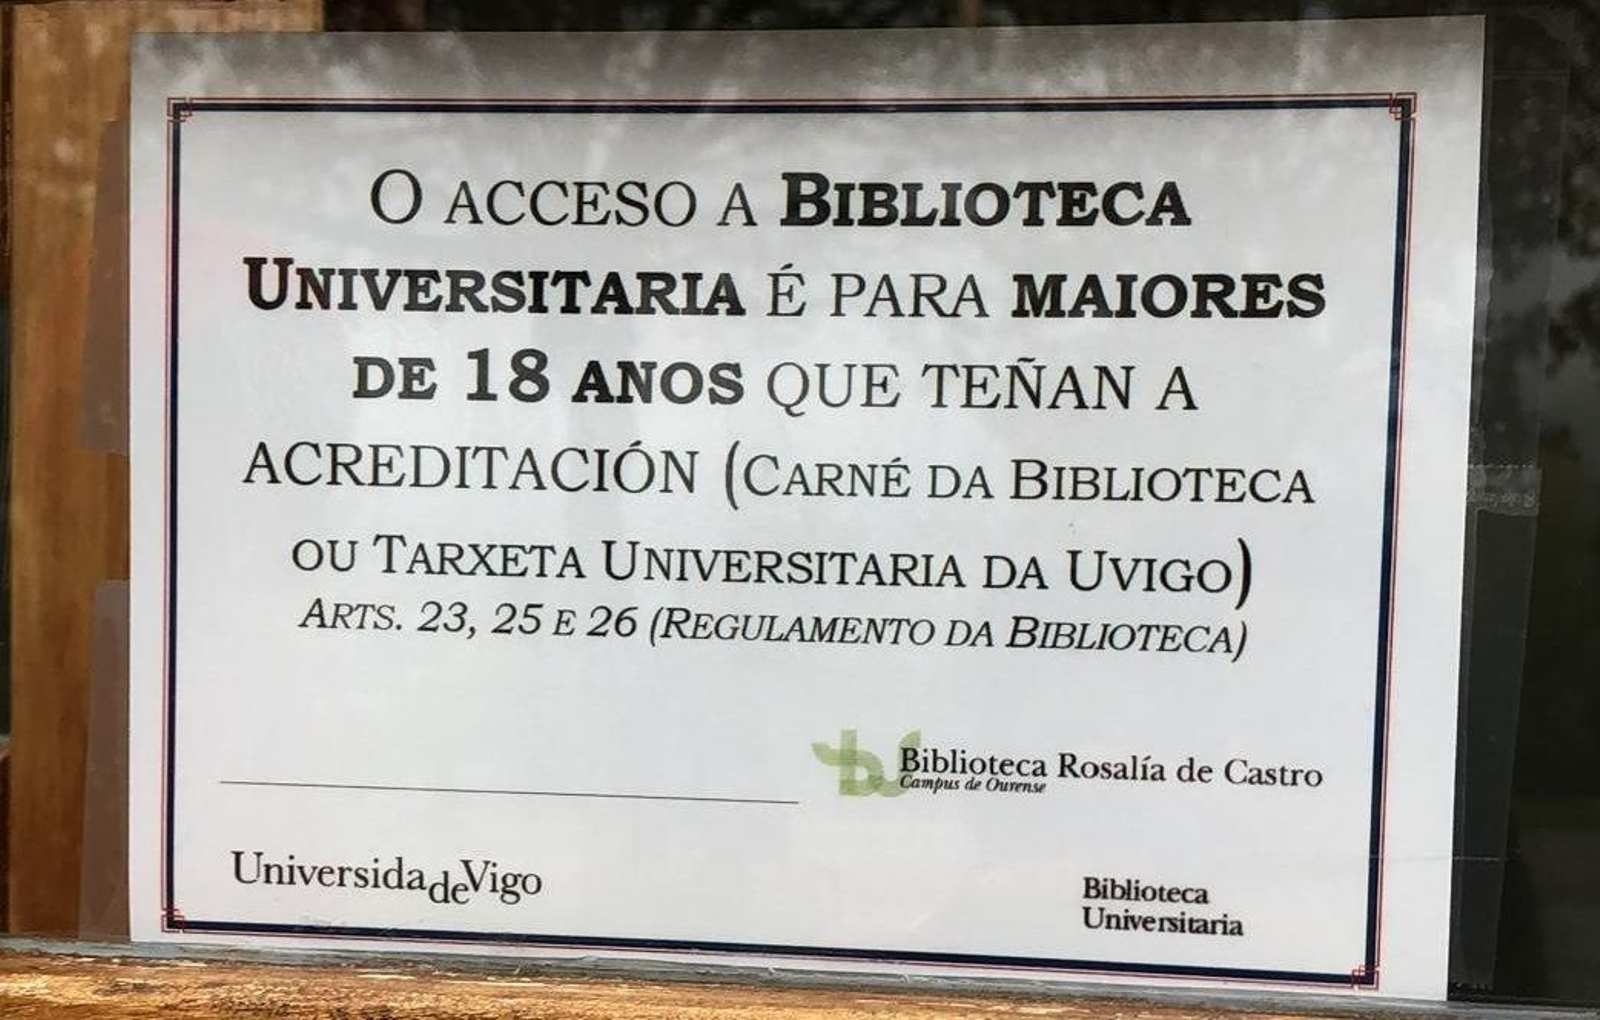 O ACCESO A BIBLIOTECA
UNIVERSITARIA É PARA MAIORES
DE 18 ANOS QUE TEÑAN A
ACREDITACIÓN (CARNÉ DA BIBLIOTECA
OU TARXETA UNIVERSITARIA DA UVIGO)
ARTS. 23, 25 E 26 (REGULAMENTO DA BIBLIOTECA)
bu Biblioteca Rosalía de Castro
Campus de Ourense
UniversidadeVigo
Biblioteca
Universitaria